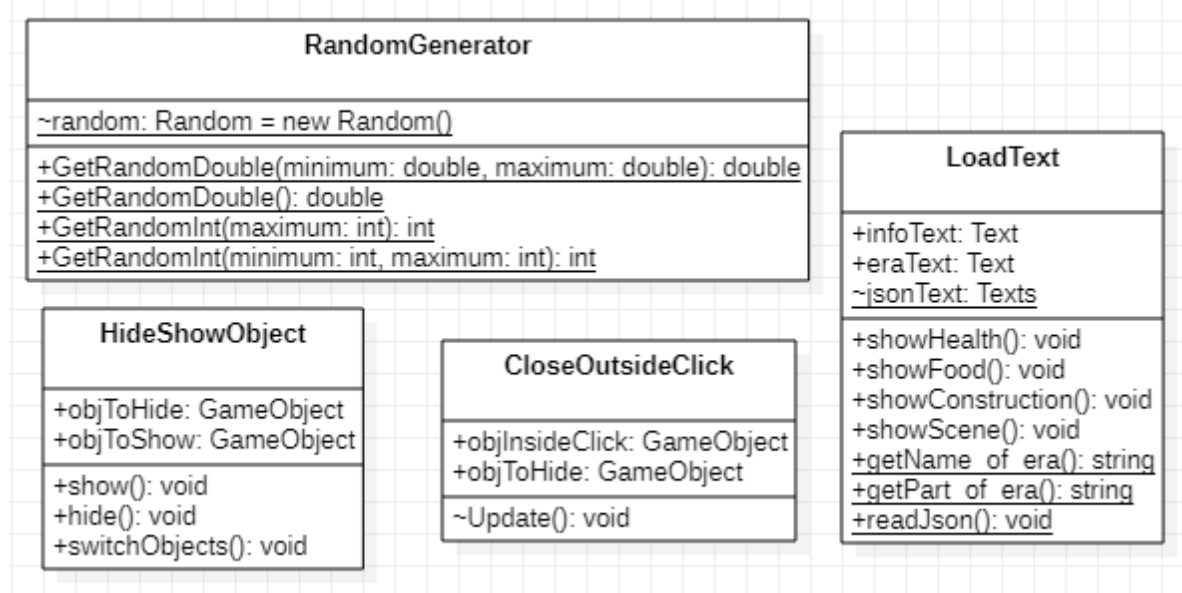 RandomGenerator
~random: Random = new Random()
+GetRandomDouble(minimum: double, maximum: double): double
+GetRandomDouble(): double
+GetRandomInt(maximum: int): int
+GetRandomInt(minimum: int, maximum: int): int
LoadText
+infoText: Text
+eraText: Text
~jsonText: Texts
+showHealth(): void
+showFood(): void
+showConstruction(): void
+showScene(): void
+getName_of_era(): string
+getPart_of_era(): string
+readJson(): void
HideShowObject
+objToHide: GameObject
+objToShow: GameObject
+show(): void
+hide(): void
+switchObjects(): void
CloseOutsideClick
+objInsideClick: GameObject
+objToHide: GameObject
~Update(): void